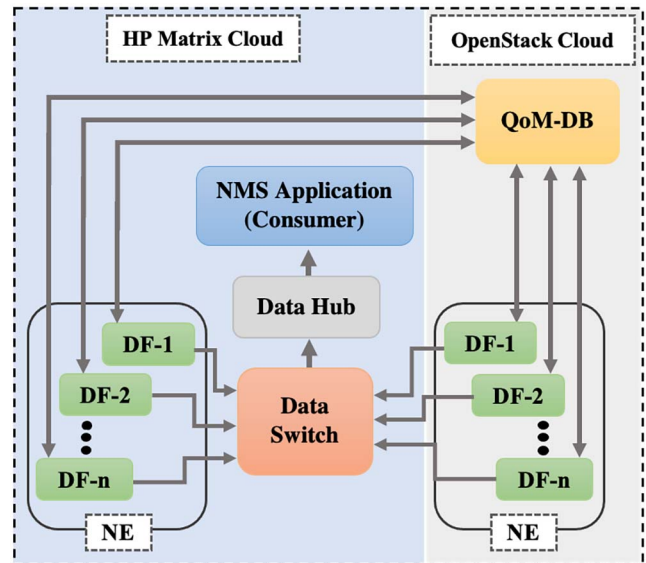 HP Matrix Cloud
OpenStack Cloud
QoM-DB
NMS Application
(Consumer)
Data Hub
DF-1
DF-2
DF-n
NE
Data
Switch
DF-1
DF-2
DF-n
NE